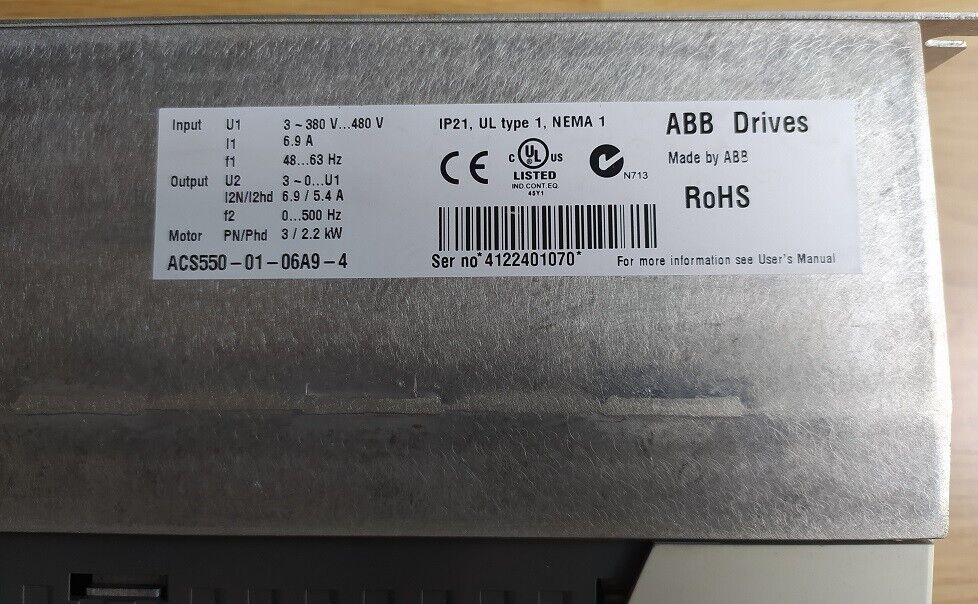 Input U1 3 ~ 380 V...480 V
I1 6.9 A
f1 48...63 Hz
Output U2 3 ~ 0...U1
I2N/I2hd 6.9 / 5.4 A
f2 0...500 Hz
Motor PN/Phd 3 / 2.2 kW
ACS550-01-06A9-4
IP21, UL type 1, NEMA 1
CE
C UL US
LISTED
IND.CONT.EQ.
45Y1
N713
*4122401070*
Ser no
ABB Drives
Made by ABB
RoHS
For more information see User's Manual